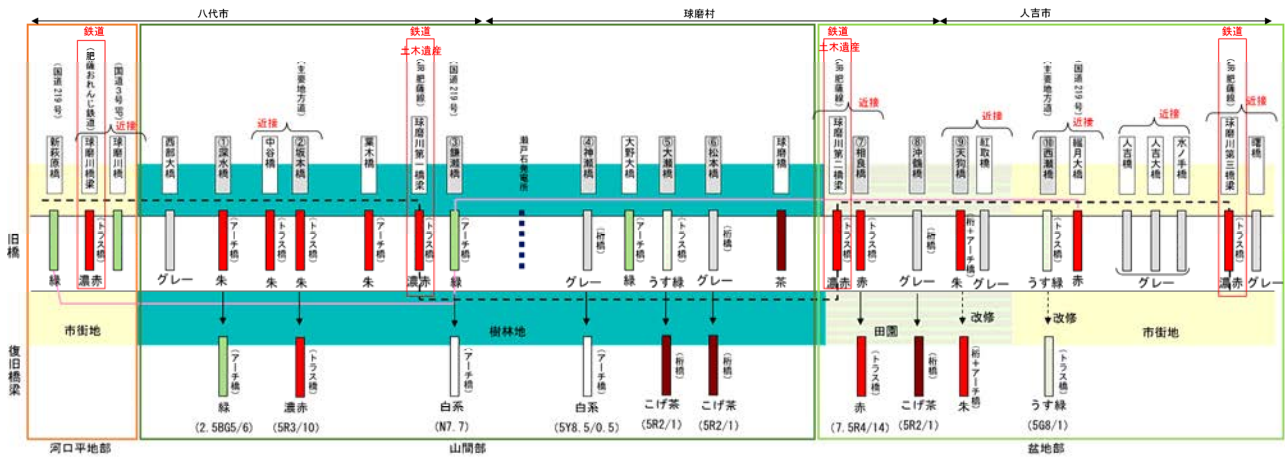 八代市
球磨村
人吉市
鉄道
鉄道
土木遺産
鉄道
土木遺産
鉄道
(国道219号)
(肥薩おれんじ鉄道)
(国道3号)
(主要地方道)
(JR肥薩線)
(国道219号)
(JR肥薩線)
(主要地方道)
(国道219号)
(JR肥薩線)
近接
近接
近接
近接
近接
近接
近接
新萩原橋
球磨川橋梁
球磨川橋
西部大橋
①深水橋
中谷橋
②坂本橋
葉木橋
球磨川第一橋梁
③鎌瀬橋
瀬戸石発電所
④神瀬橋
大野大橋
⑤大瀬橋
⑥松本橋
球磨橋
球磨川第二橋梁
⑦相良橋
⑧沖鶴橋
⑨天狗橋
紅取橋
⑩西瀬橋
繊月大橋
人吉橋
人吉大橋
水ノ手橋
球磨川第三橋梁
曙橋
旧橋
(トラス橋)
(アーチ橋)
(トラス橋)
(トラス橋)
(アーチ橋)
(トラス橋)
(アーチ橋)
(桁橋)
(アーチ橋)
(トラス橋)
(桁橋)
(トラス橋)
(トラス橋)
(桁橋)
(桁+アーチ橋)
(トラス橋)
(トラス橋)
緑
濃赤
グレー
朱
朱
朱
朱
濃赤
緑
グレー
緑
うす緑
グレー
茶
濃赤
赤
グレー
朱
グレー
うす緑
赤
グレー
濃赤
グレー
市街地
樹林地
田園
改修
改修
市街地
復旧橋梁
(アーチ橋)
(トラス橋)
(アーチ橋)
(アーチ橋)
(桁橋)
(桁橋)
(トラス橋)
(桁橋)
(桁+アーチ橋)
(トラス橋)
緑
濃赤
白系
白系
こげ茶
こげ茶
赤
こげ茶
朱
うす緑
(2.5BG5/6)
(5R3/10)
(N7.7)
(5Y8.5/0.5)
(5R2/1)
(5R2/1)
(7.5R4/14)
(5R2/1)
(5G8/1)
河口平地部
山間部
盆地部